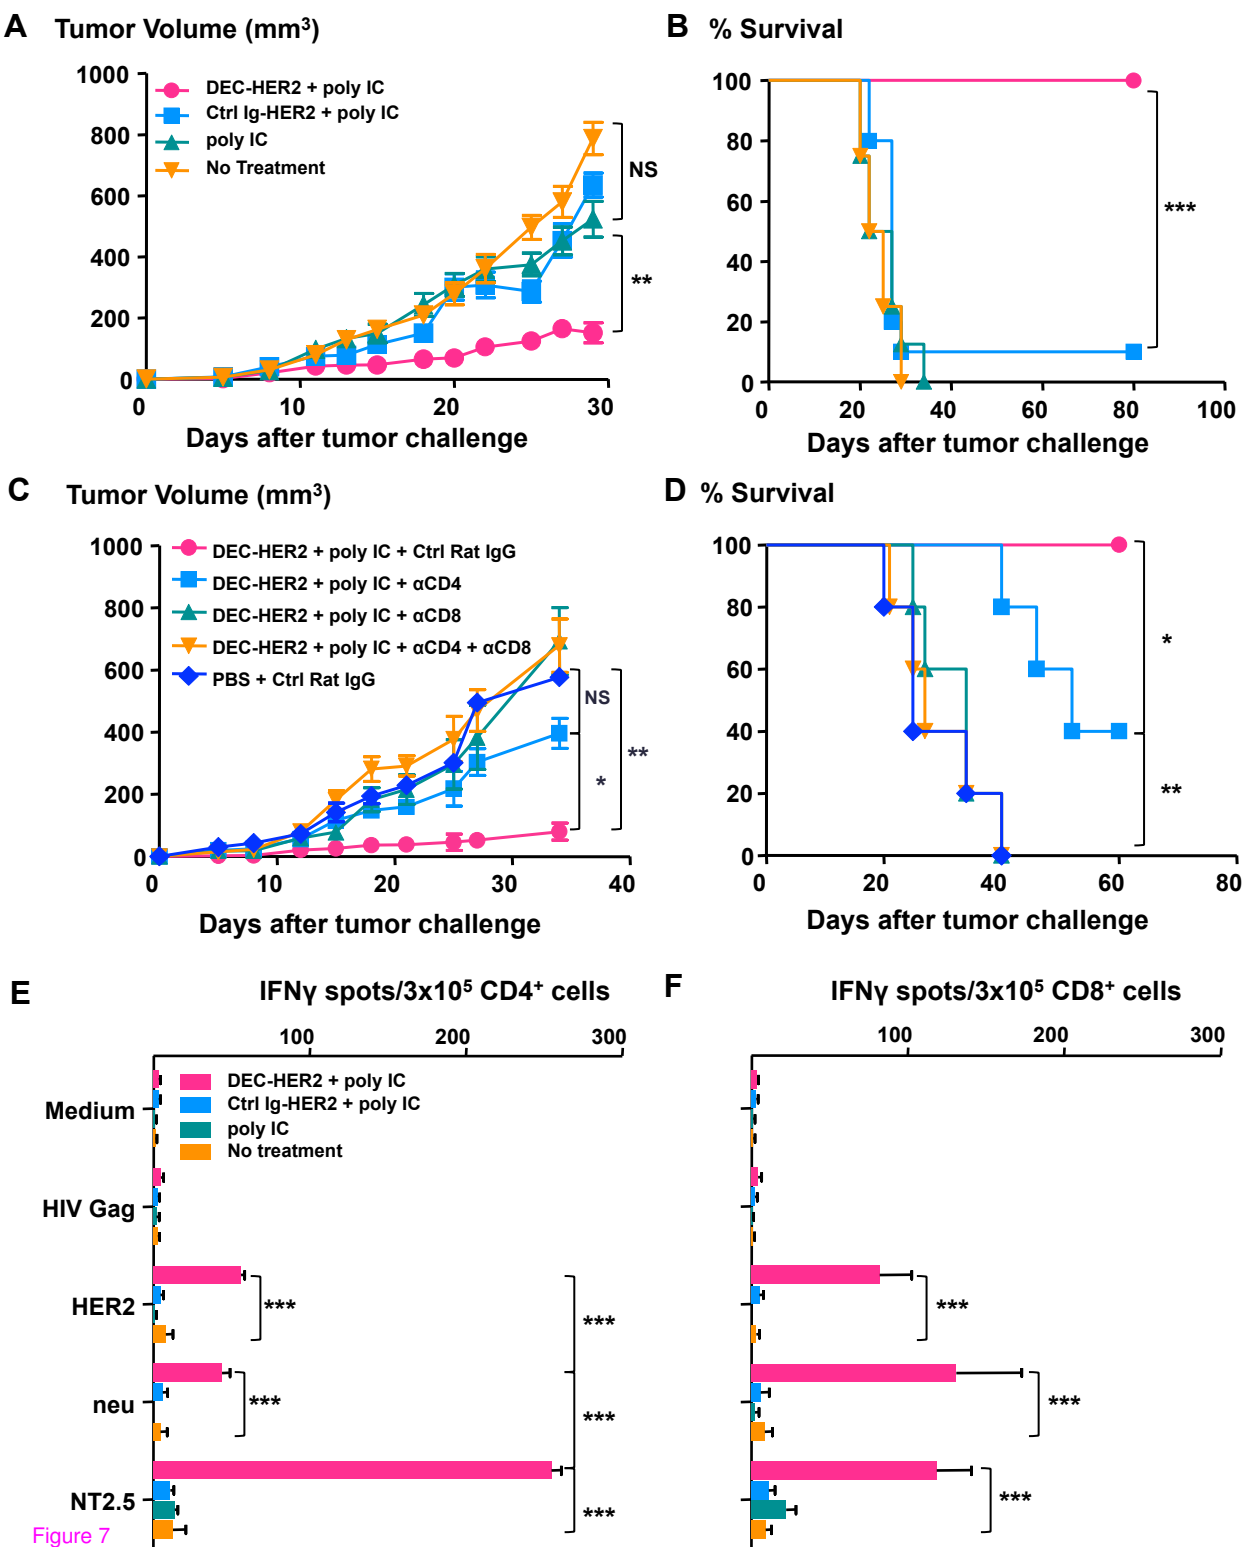 A Tumor Volume (mm³)
1000
800
600
400
200
0
DEC-HER2 + poly IC
Ctrl Ig-HER2 + poly IC
poly IC
No Treatment
NS
**
0 10 20 30
Days after tumor challenge
B % Survival
100
80
60
40
20
0
***
0 20 40 60 80 100
Days after tumor challenge
C Tumor Volume (mm³)
1000
800
600
400
200
0
DEC-HER2 + poly IC + Ctrl Rat IgG
DEC-HER2 + poly IC + αCD4
DEC-HER2 + poly IC + αCD8
DEC-HER2 + poly IC + αCD4 + αCD8
PBS + Ctrl Rat IgG
NS
*
**
0 10 20 30 40
Days after tumor challenge
D % Survival
100
80
60
40
20
0
*
**
0 20 40 60 80
Days after tumor challenge
E IFNγ spots/3x10⁵ CD4⁺ cells
100 200 300
DEC-HER2 + poly IC
Ctrl Ig-HER2 + poly IC
poly IC
No treatment
Medium
HIV Gag
HER2
neu
NT2.5
***
***
***
***
***
F IFNγ spots/3x10⁵ CD8⁺ cells
100 200 300
***
***
***
Figure 7